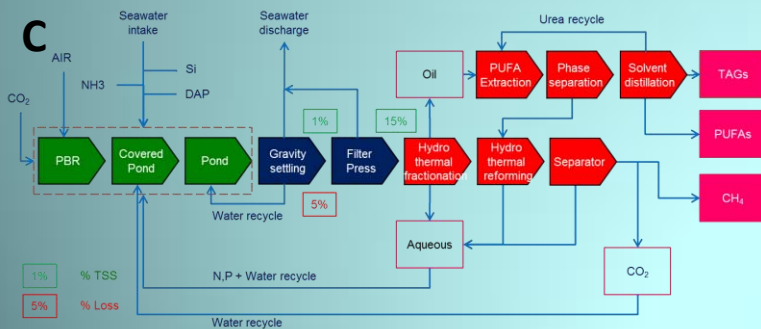 C
Seawater
intake
Seawater
discharge
Urea recycle
AIR
CO₂
NH3
Si
DAP
Oil
PUFA
Extraction
Phase
separation
Solvent
distillation
TAGs
1%
15%
PUFAs
PBR
Covered
Pond
Pond
Gravity
settling
Filter
Press
Hydro
thermal
fractionation
Hydro
thermal
reforming
Separator
CH₄
5%
Water recycle
Aqueous
CO₂
1%
% TSS
N,P + Water recycle
5%
% Loss
Water recycle